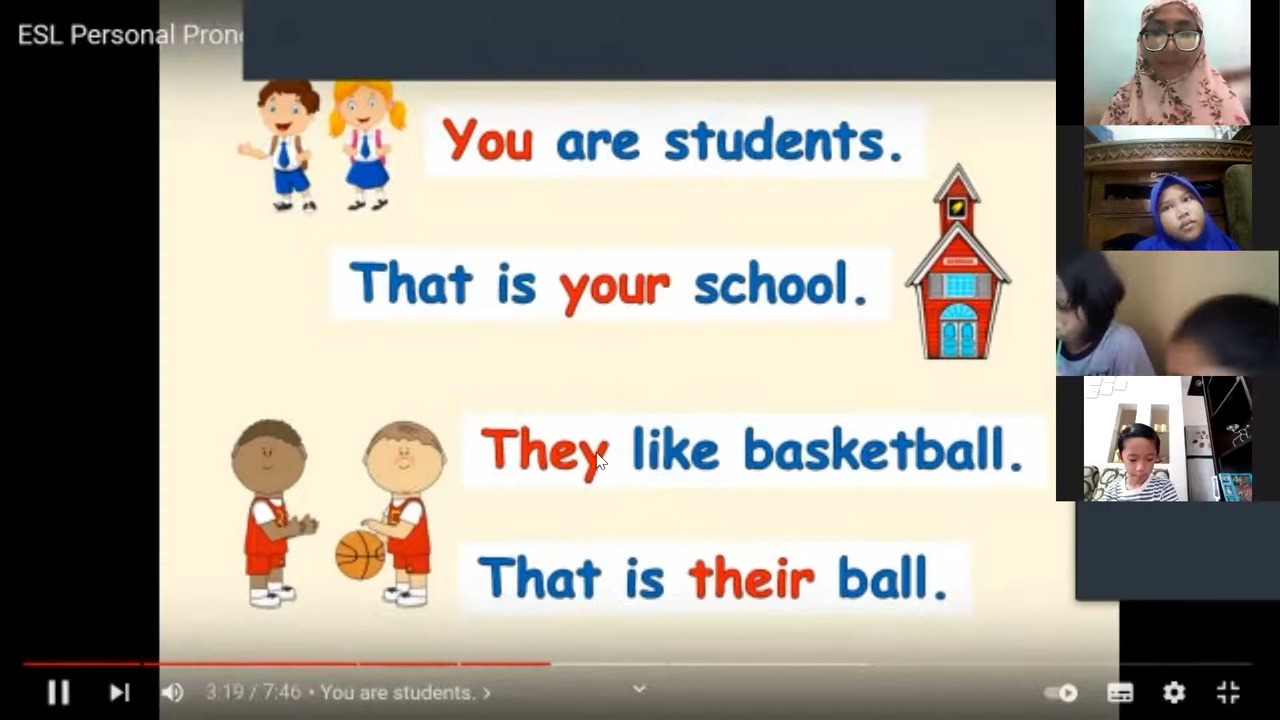 ESL Personal Pron
You are students.
That is your school.
They like basketball.
That is their ball.
3:19 / 7:46 • You are students. >